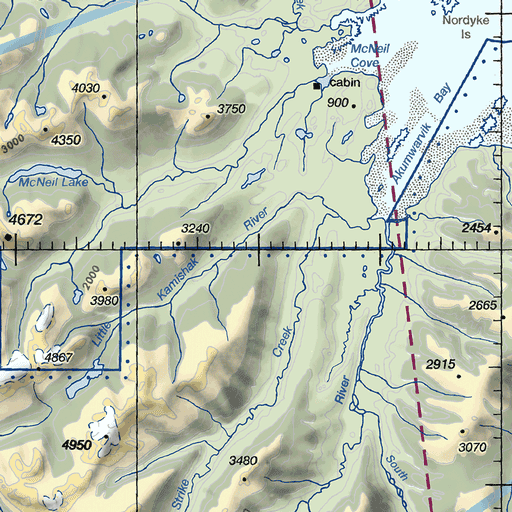 Nordyke
Is
McNeil
Cove
4030
cabin
900
3750
Akumwarvik Bay
3000
4350
McNeil Lake
4672
3240
River
2454
7000
Kamishak
3980
Little
2665
4867
Creek
2915
River
4950
3070
3480
South
Strike